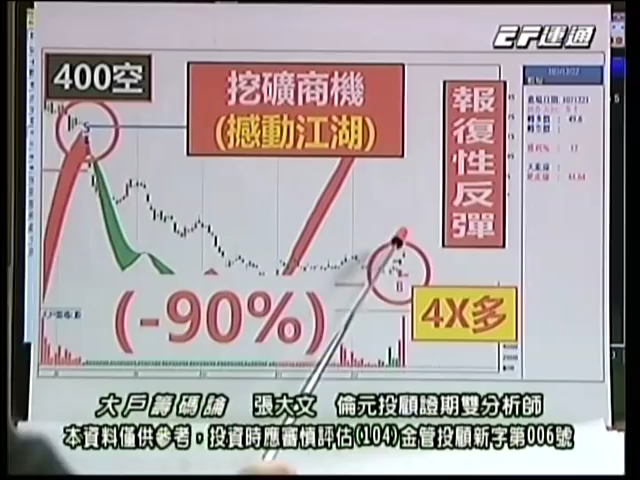 EF運通
400空
挖礦商機
(撼動江湖)
報復性反彈
(-90%)
4X多
S
B
大戶籌碼論 張大文 倫元投顧證期雙分析師
本資料僅供參考，投資時應審慎評估(104)金管投顧新字第006號